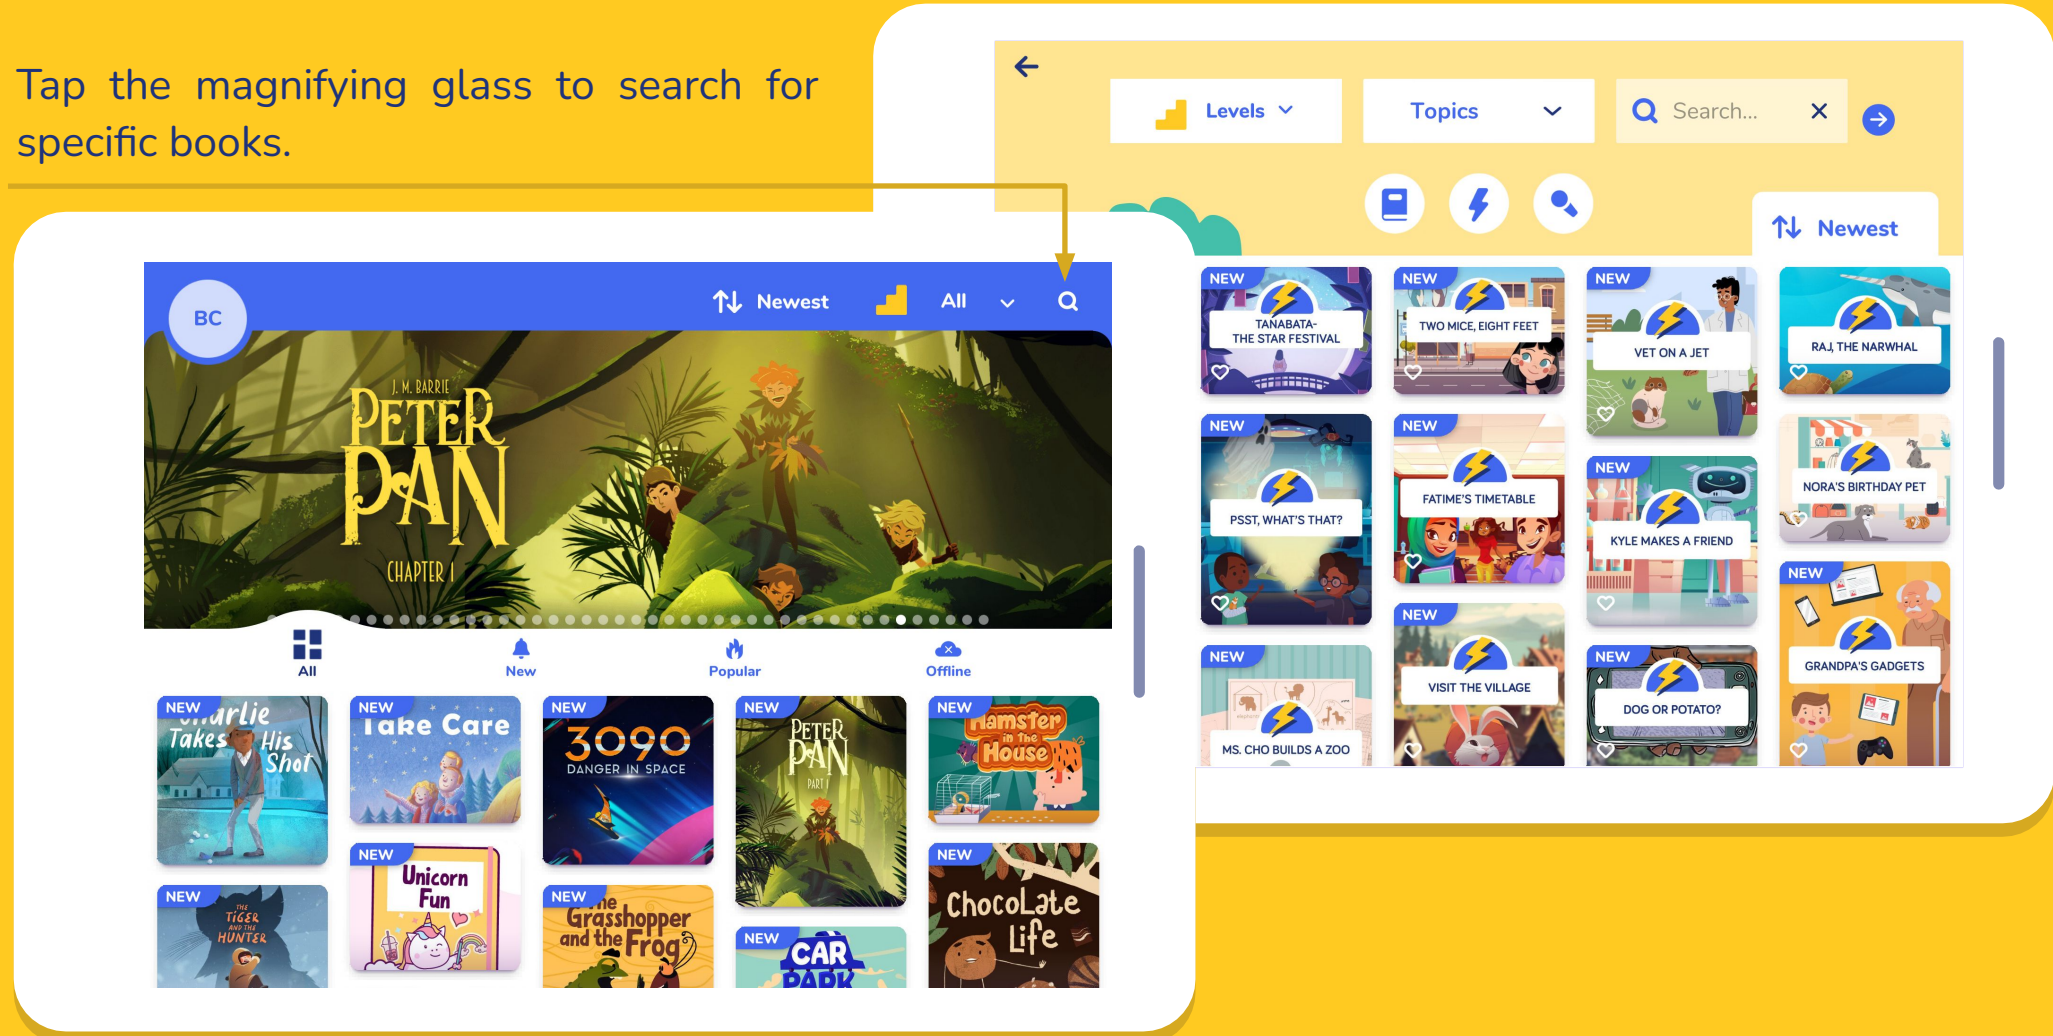 Tap the magnifying glass to search for
specific books.
Levels
Topics
Search...
Newest
NEW
TANABATA-
THE STAR FESTIVAL
NEW
TWO MICE, EIGHT FEET
NEW
VET ON A JET
RAJ, THE NARWHAL
NEW
PSST, WHAT'S THAT?
NEW
FATIME'S TIMETABLE
NEW
KYLE MAKES A FRIEND
NORA'S BIRTHDAY PET
NEW
MS. CHO BUILDS A ZOO
NEW
VISIT THE VILLAGE
NEW
DOG OR POTATO?
NEW
GRANDPA'S GADGETS
BC
Newest
All
J. M. BARRIE
PETER
PAN
CHAPTER I
All
New
Popular
Offline
NEW
Charlie
Takes His
Shot
NEW
Take Care
NEW
3090
DANGER IN SPACE
NEW
PETER
PAN
PART I
NEW
Hamster
in the
House
NEW
THE
TIGER
AND THE
HUNTER
NEW
Unicorn
Fun
NEW
The
Grasshopper
and the Frog
NEW
CAR
PARK
NEW
ChocoLate
Life